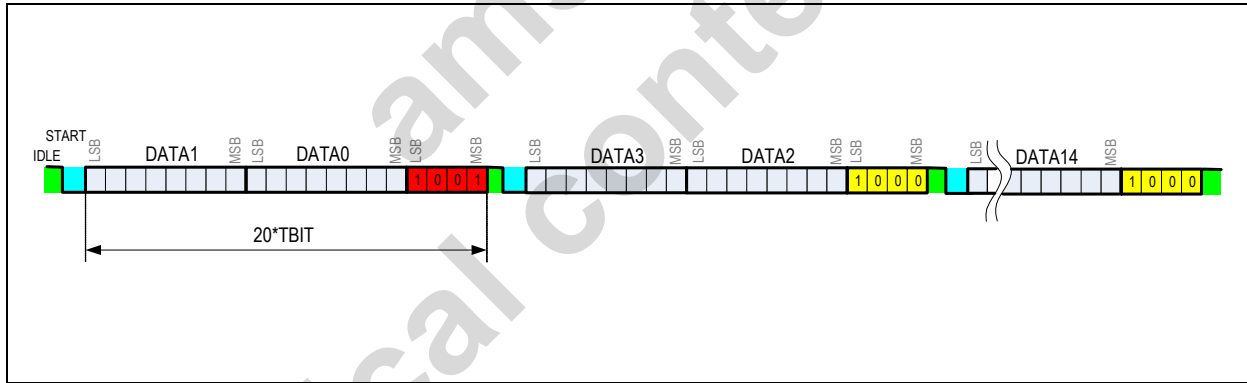 START
IDLE
LSB DATA1 MSB LSB DATA0 MSB LSB MSB LSB DATA3 MSB LSB DATA2 MSB LSB MSB LSB DATA14 MSB
1 0 0 1 1 0 0 0 1 0 0 0
20*TBIT